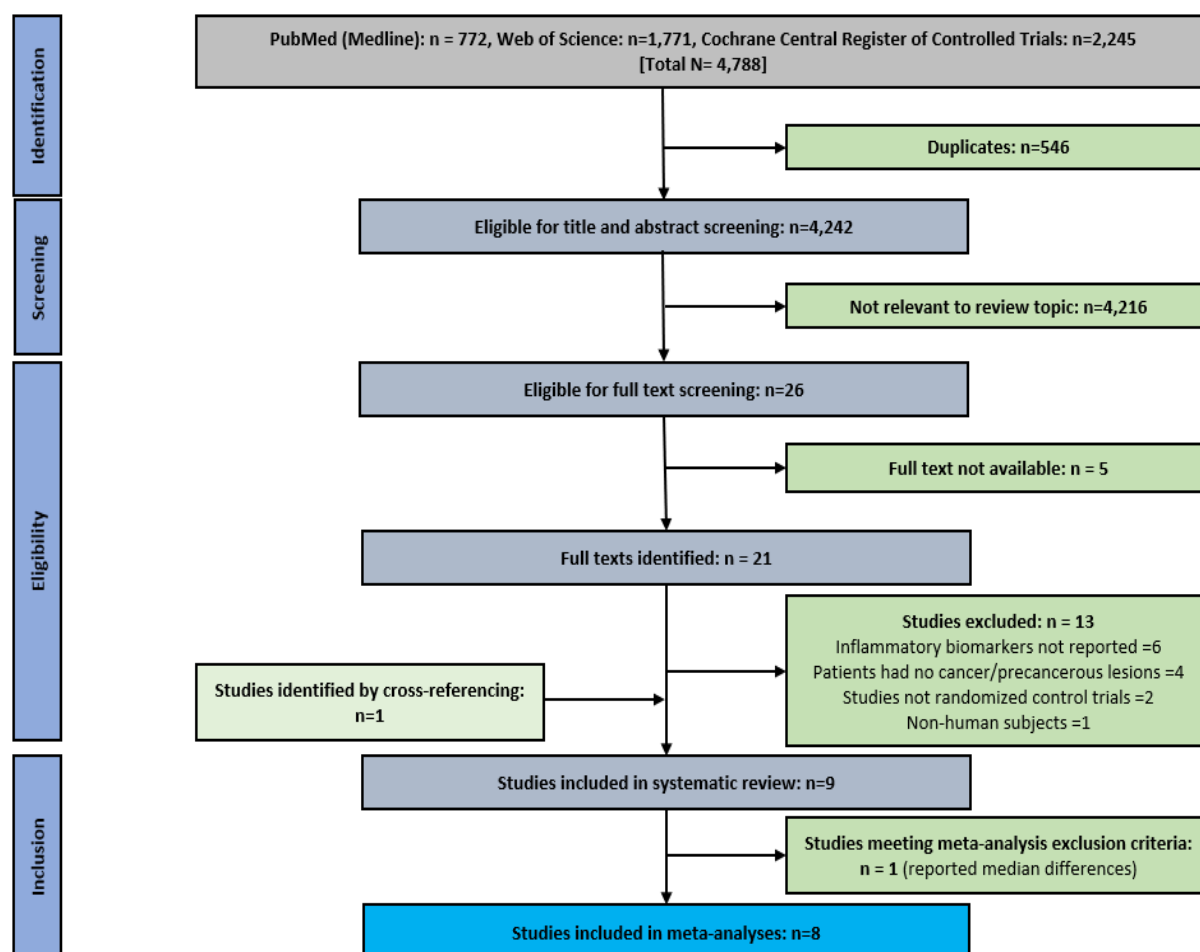 Identification
PubMed (Medline): n = 772, Web of Science: n=1,771, Cochrane Central Register of Controlled Trials: n=2,245
[Total N= 4,788]
Duplicates: n=546
Screening
Eligible for title and abstract screening: n=4,242
Not relevant to review topic: n=4,216
Eligibility
Eligible for full text screening: n=26
Full text not available: n = 5
Full texts identified: n = 21
Studies excluded: n = 13
Inflammatory biomarkers not reported =6
Patients had no cancer/precancerous lesions =4
Studies not randomized control trials =2
Non-human subjects =1
Studies identified by cross-referencing:
n=1
Inclusion
Studies included in systematic review: n=9
Studies meeting meta-analysis exclusion criteria:
n = 1 (reported median differences)
Studies included in meta-analyses: n=8